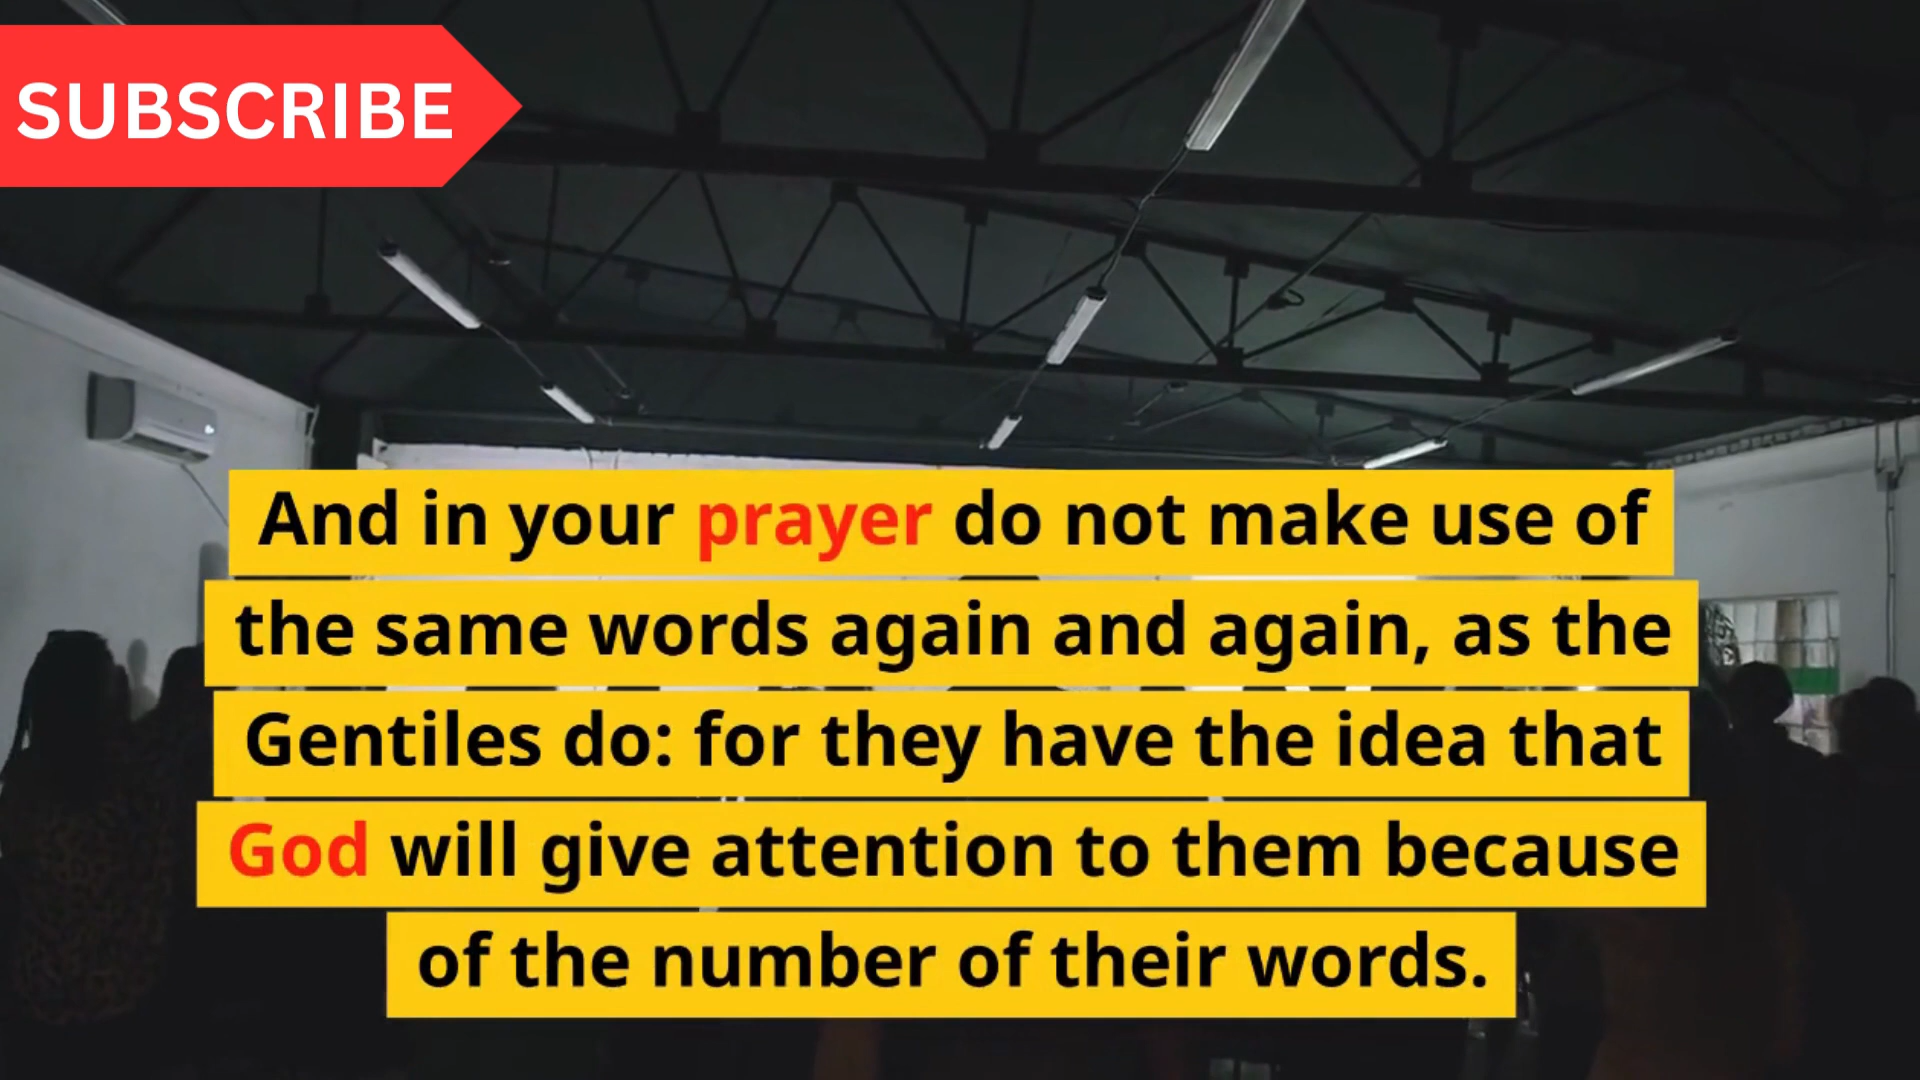 SUBSCRIBE
And in your prayer do not make use of
the same words again and again, as the
Gentiles do: for they have the idea that
God will give attention to them because
of the number of their words.